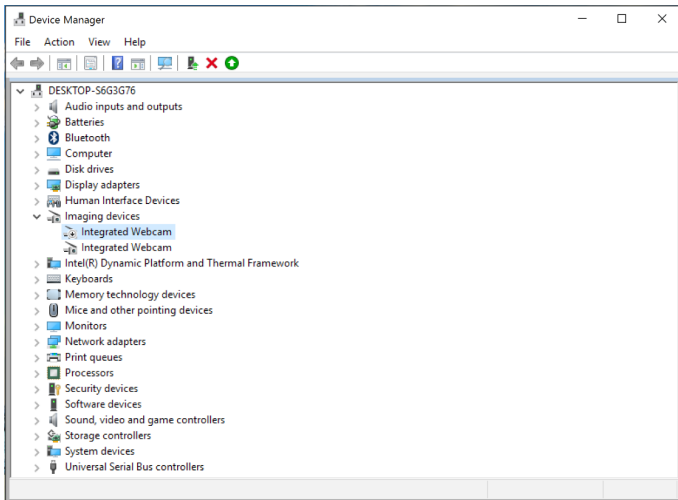 Device Manager
File Action View Help
DESKTOP-S6G3G76
Audio inputs and outputs
Batteries
Bluetooth
Computer
Disk drives
Display adapters
Human Interface Devices
Imaging devices
Integrated Webcam
Integrated Webcam
Intel(R) Dynamic Platform and Thermal Framework
Keyboards
Memory technology devices
Mice and other pointing devices
Monitors
Network adapters
Print queues
Processors
Security devices
Software devices
Sound, video and game controllers
Storage controllers
System devices
Universal Serial Bus controllers